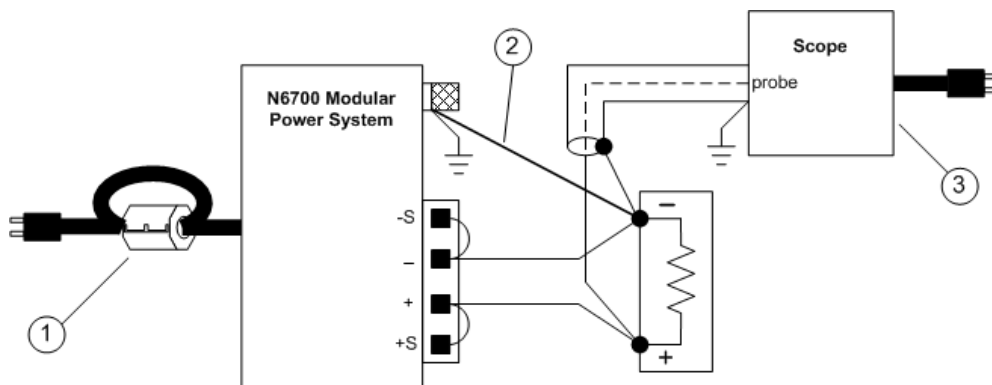 2
Scope
probe
N6700 Modular
Power System
3
-S
–
+
+S
–
+
1